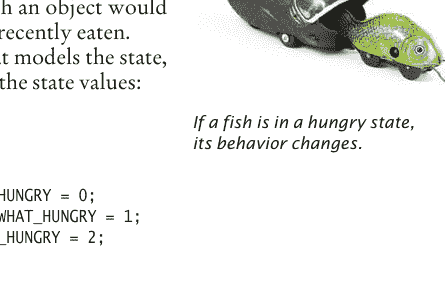 h an object would
recently eaten.
t models the state,
the state values:
If a fish is in a hungry state,
its behavior changes.
HUNGRY = 0;
WHAT_HUNGRY = 1;
_HUNGRY = 2;